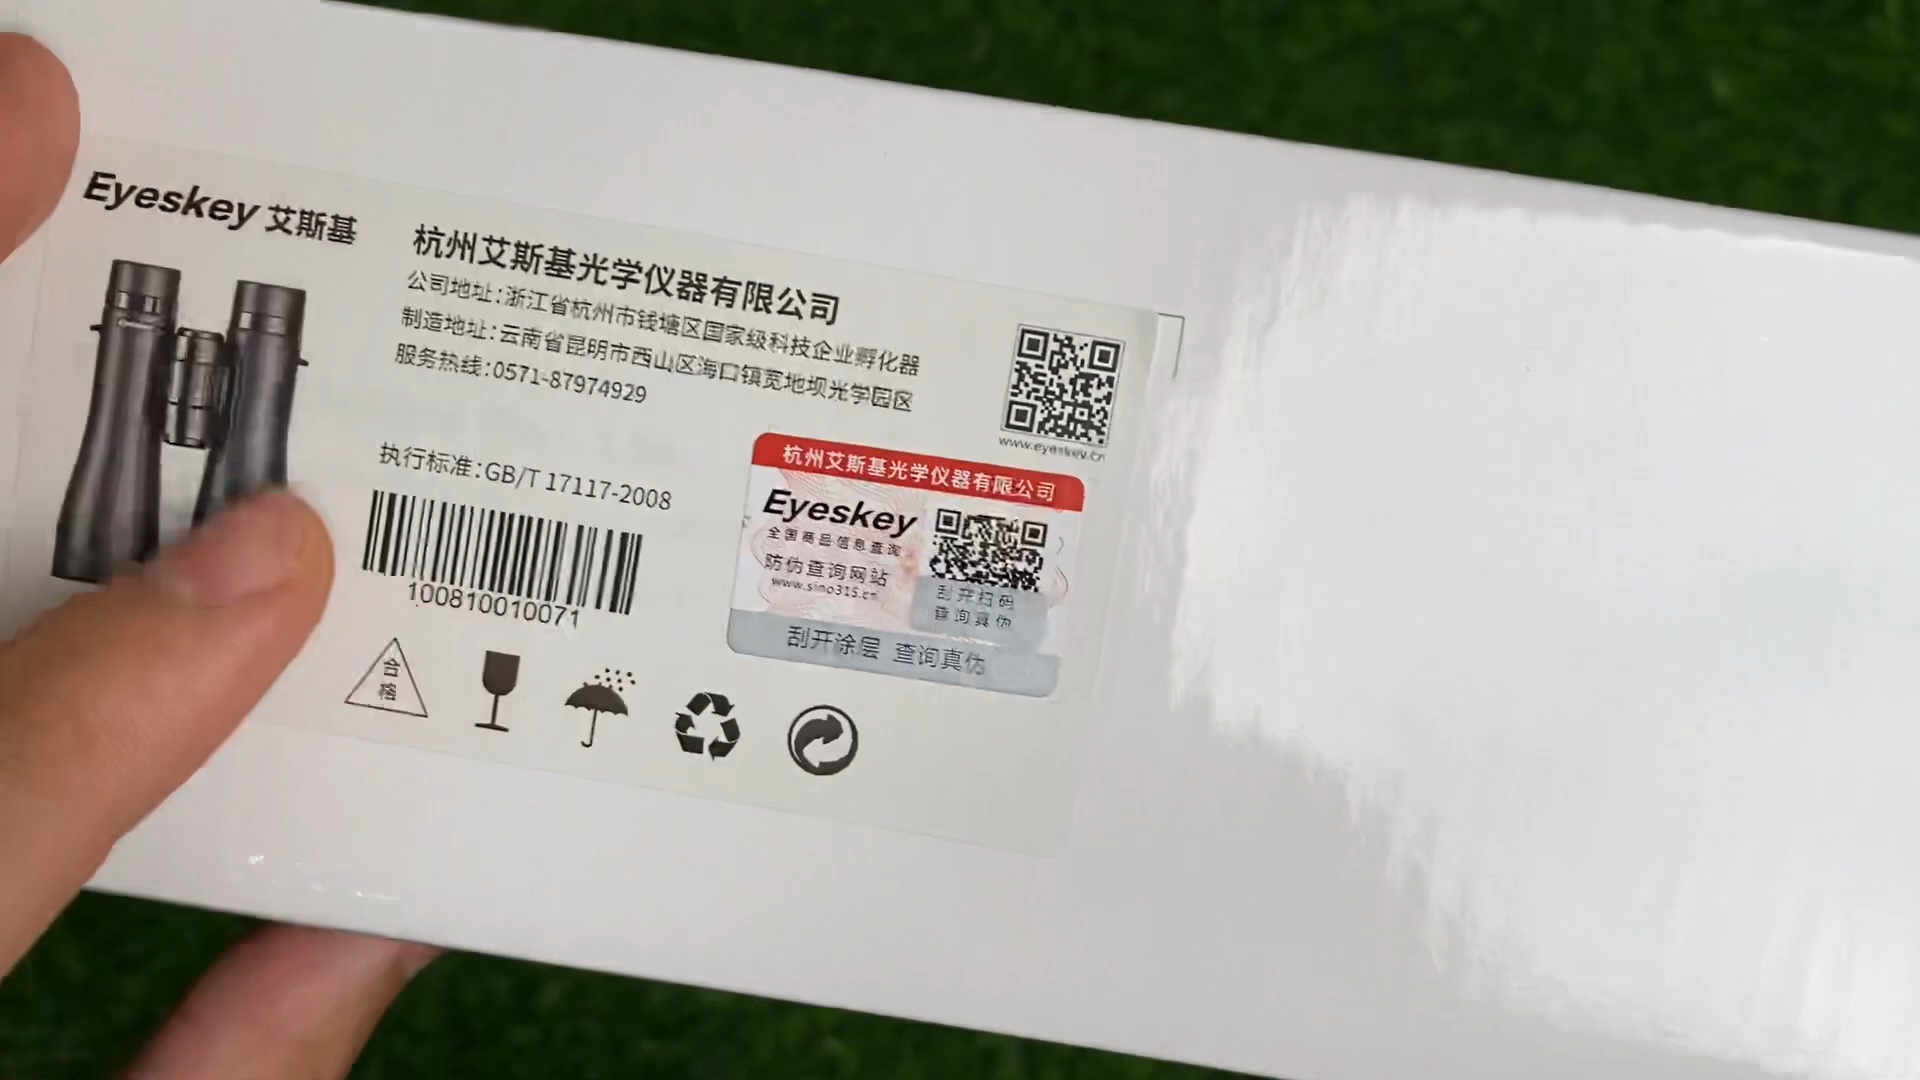 Eyeskey 艾斯基
杭州艾斯基光学仪器有限公司
公司地址:浙江省杭州市钱塘区国家级科技企业孵化器
制造地址:云南省昆明市西山区海口镇宽地坝光学园区
服务热线:0571-87974929
www.eyeskey.cn
执行标准:GB/T 17117-2008
100810010071
杭州艾斯基光学仪器有限公司
Eyeskey
全国商品信息查询
防伪查询网站
www.sino315.cn
刮开扫码
查询真伪
刮开涂层 查询真伪
合
格